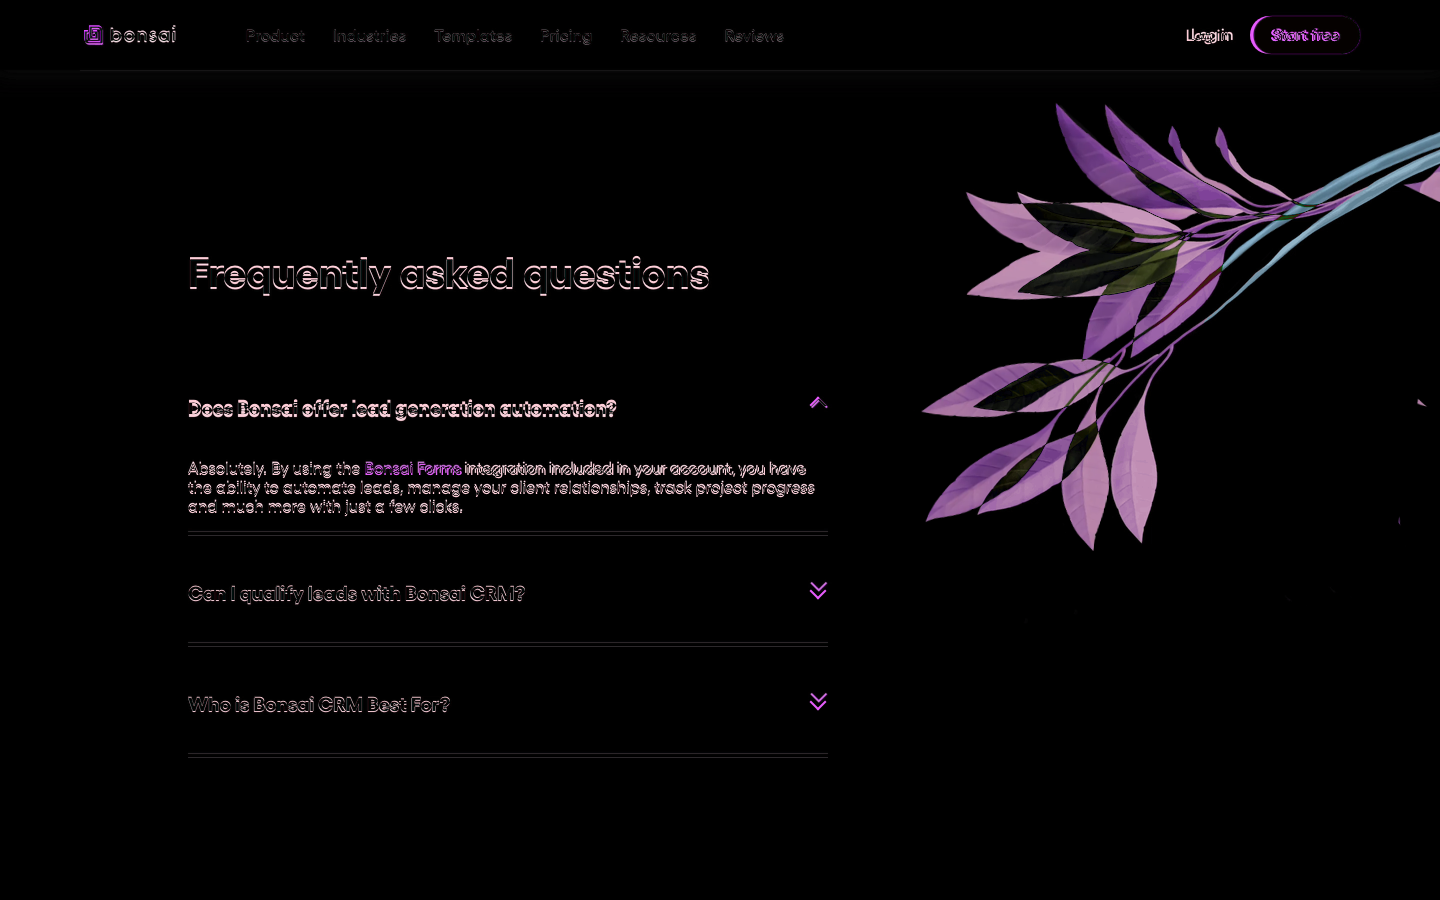 bonsai
Product Industries Templates Pricing Resources Reviews
Login
Start free
Frequently asked questions
Does Bonsai offer lead generation automation?
Absolutely. By using the Bonsai Forms integration included in your account, you have
the ability to automate leads, manage your client relationships, track project progress
and much more with just a few clicks.
Can I qualify leads with Bonsai CRM?
Who is Bonsai CRM Best For?